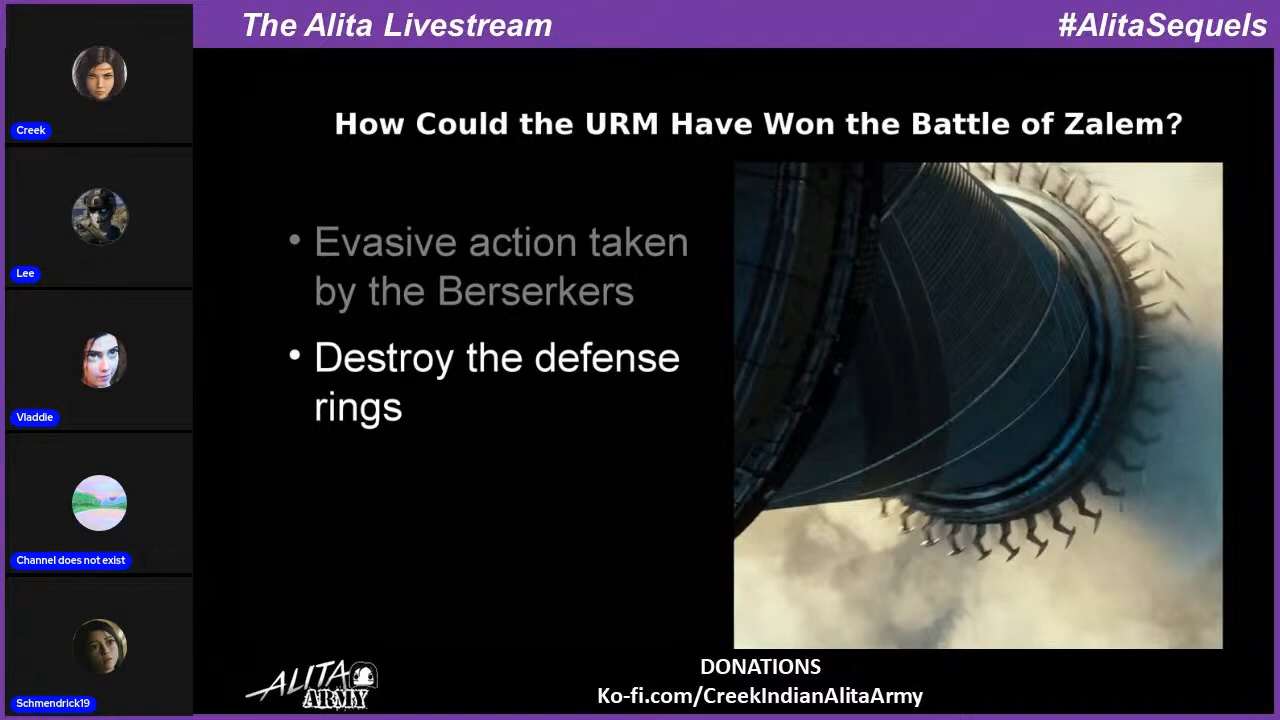 The Alita Livestream
#AlitaSequels
Creek
Lee
Vladdie
Channel does not exist
Schmendrick19
How Could the URM Have Won the Battle of Zalem?
• Evasive action taken
by the Berserkers
• Destroy the defense
rings
ALITA
ARMY
DONATIONS
Ko-fi.com/CreekIndianAlitaArmy